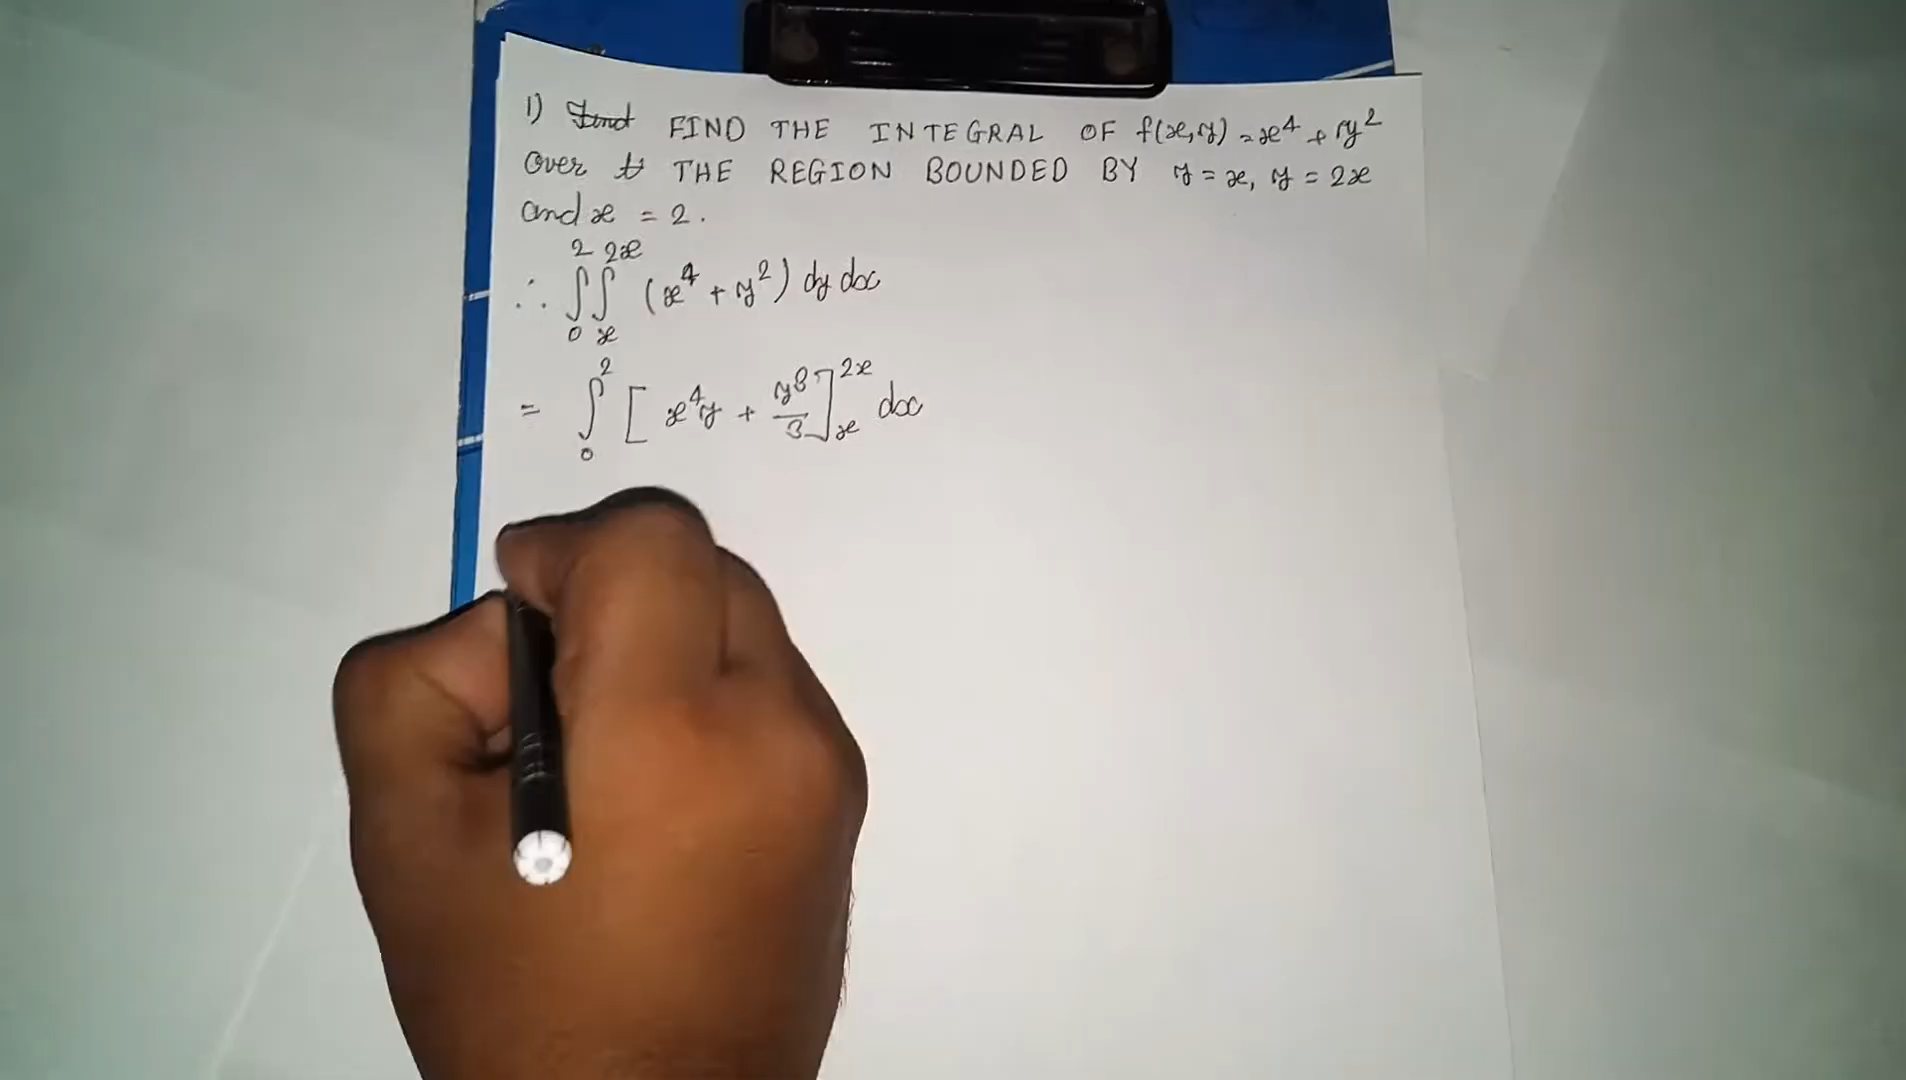 1) Find FIND THE INTEGRAL OF f(x,y) = x⁴ + y²
Over t THE REGION BOUNDED BY y = x, y = 2x
and x = 2.
∴ ∫₀² ∫ₓ²ˣ (x⁴ + y²) dy dx
= ∫₀² [ x⁴y + y³/3 ]ₓ²ˣ dx